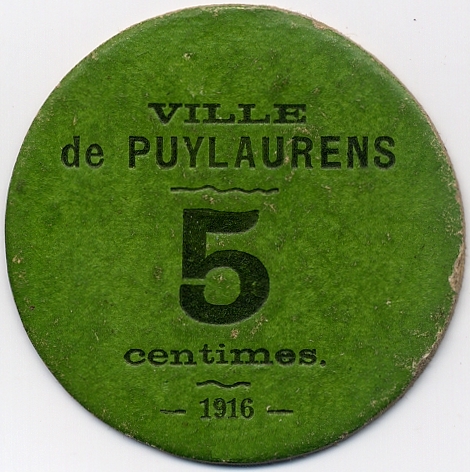 VILLE
de PUYLAURENS
5
centimes.
— 1916 —